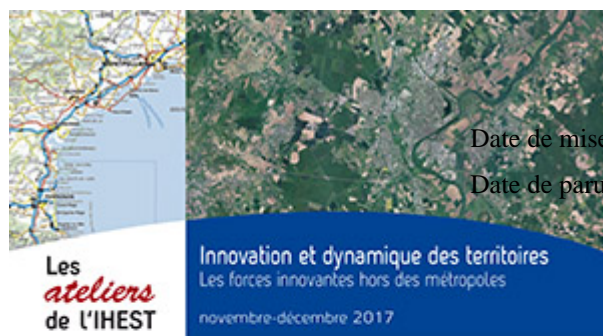 Date de mise
Date de paru
Les
ateliers
de l'IHEST
Innovation et dynamique des territoires
Les forces innovantes hors des métropoles
novembre-décembre 2017